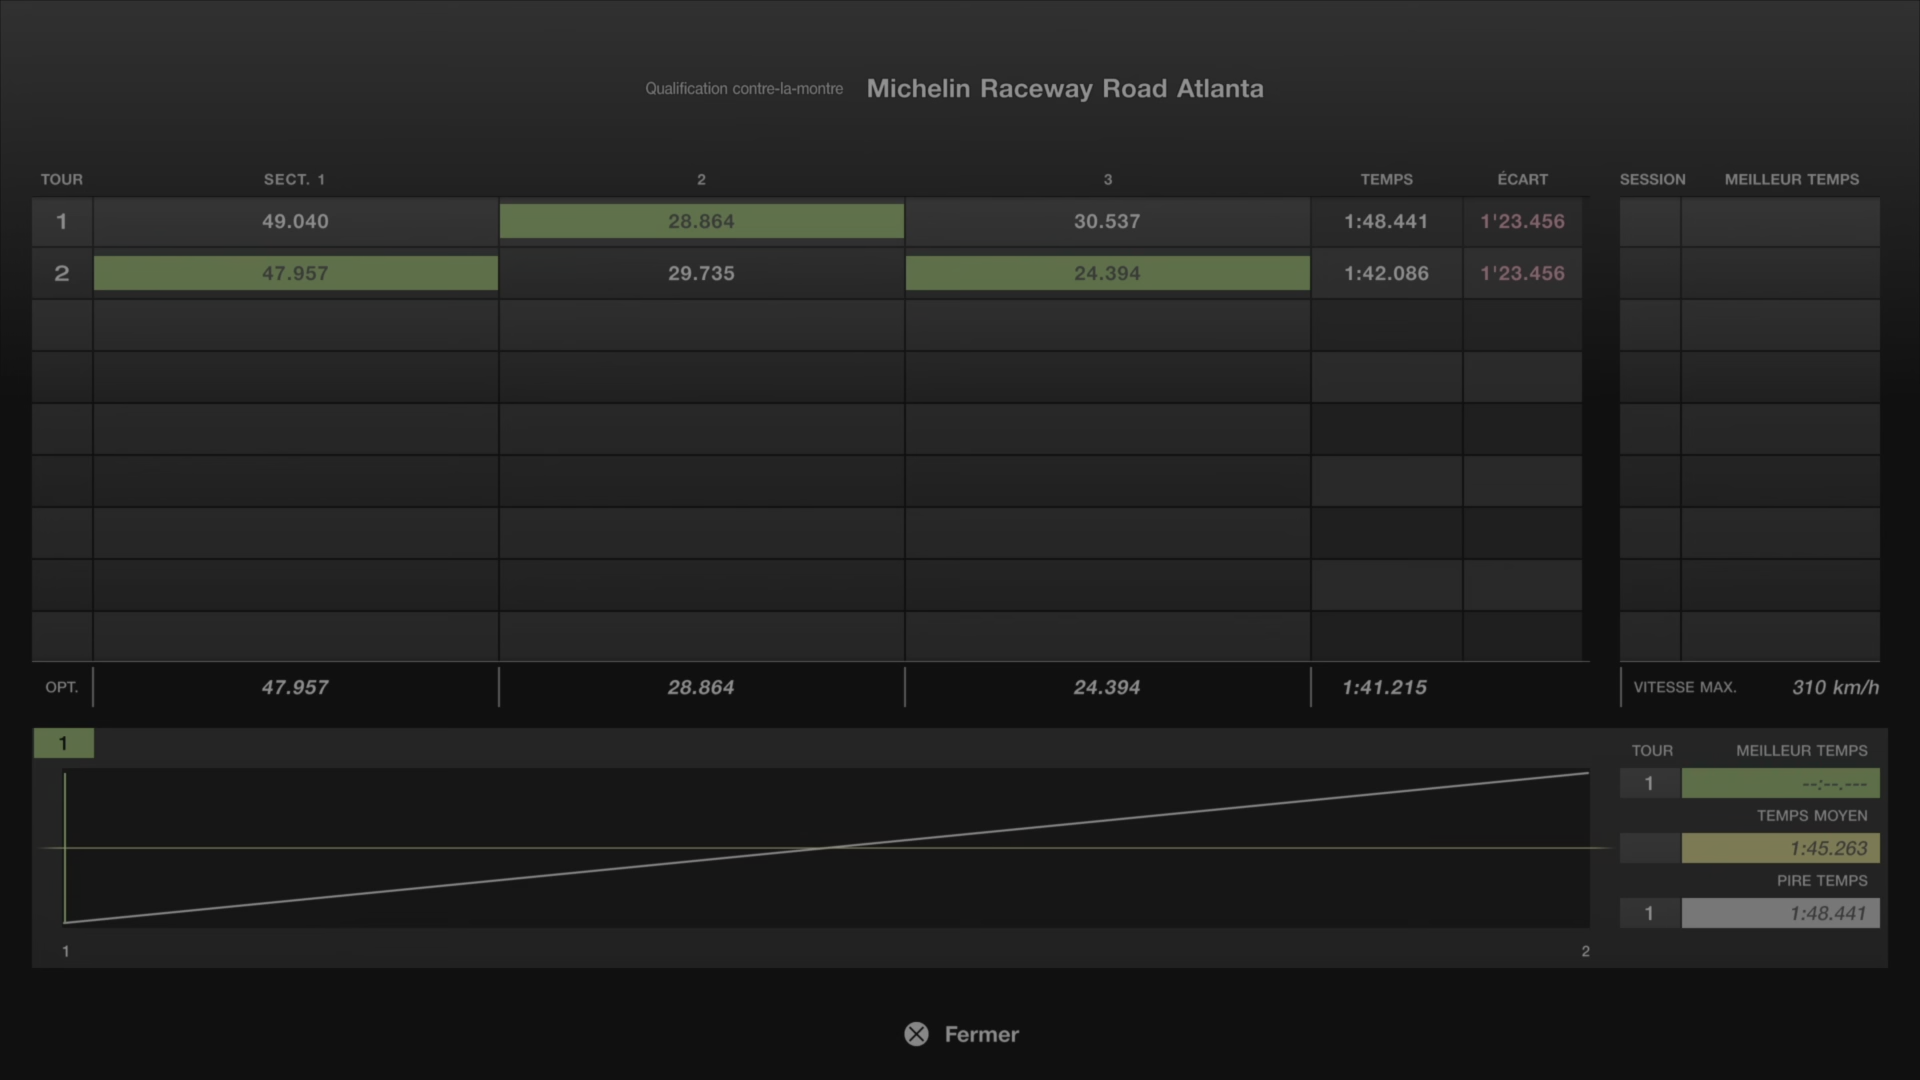 Qualification contre-la-montre Michelin Raceway Road Atlanta
TOUR SECT. 1 2 3 TEMPS ÉCART SESSION MEILLEUR TEMPS
1 49.040 28.864 30.537 1:48.441 1'23.456
2 47.957 29.735 24.394 1:42.086 1'23.456
OPT. 47.957 28.864 24.394 1:41.215 VITESSE MAX. 310 km/h
1
TOUR MEILLEUR TEMPS
1 --:--.---
TEMPS MOYEN
1:45.263
PIRE TEMPS
1 1:48.441
1 2
Fermer